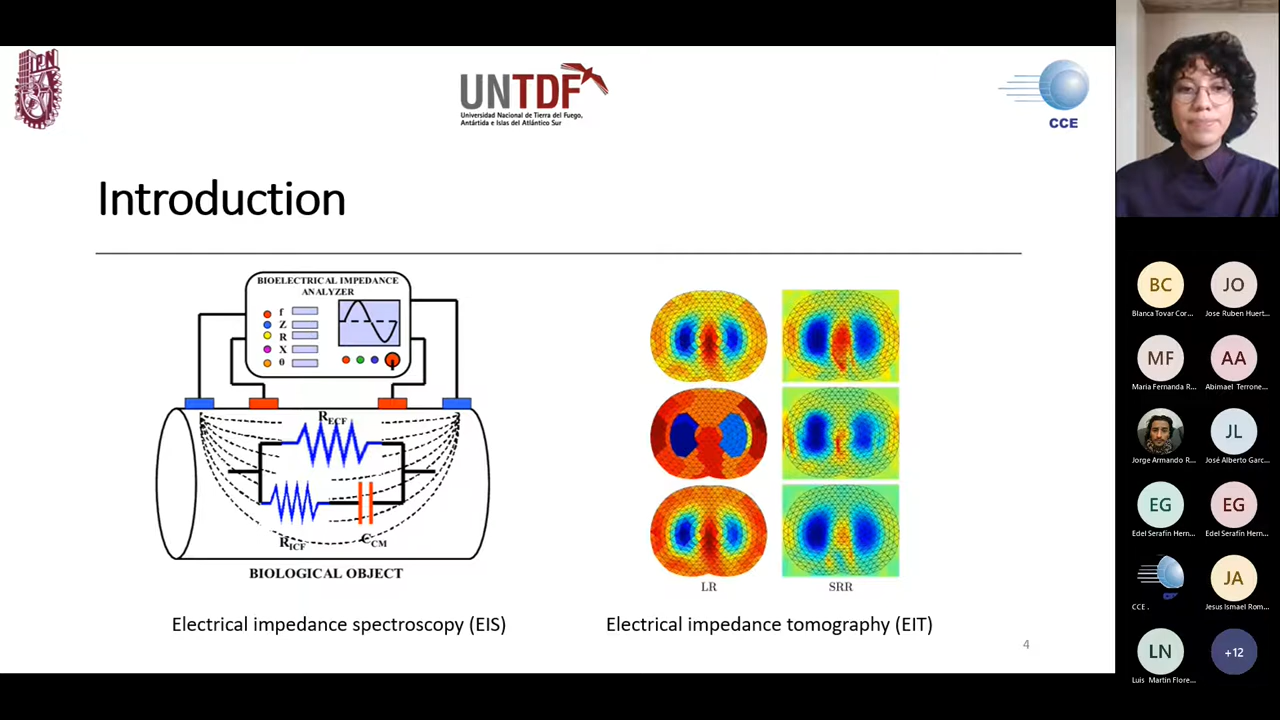 IPN
UNTDF
Universidad Nacional de Tierra del Fuego,
Antártida e Islas del Atlántico Sur
CCE
Introduction
BIOELECTRICAL IMPEDANCE
ANALYZER
f
Z
R
X
θ
R_ECF
R_ICF
C_CM
BIOLOGICAL OBJECT
Electrical impedance spectroscopy (EIS)
LR
SRR
Electrical impedance tomography (EIT)
4
BC
Blanca Tovar Cor...
JO
Jose Ruben Huert...
MF
Maria Fernanda R...
AA
Abimael Terrone...
Jorge Armando R...
JL
José Alberto Garc...
EG
Edel Serafín Hern...
EG
Edel Serafín Hern...
CCE .
JA
Jesus Ismael Rom...
LN
Luis Martin Flore...
+12